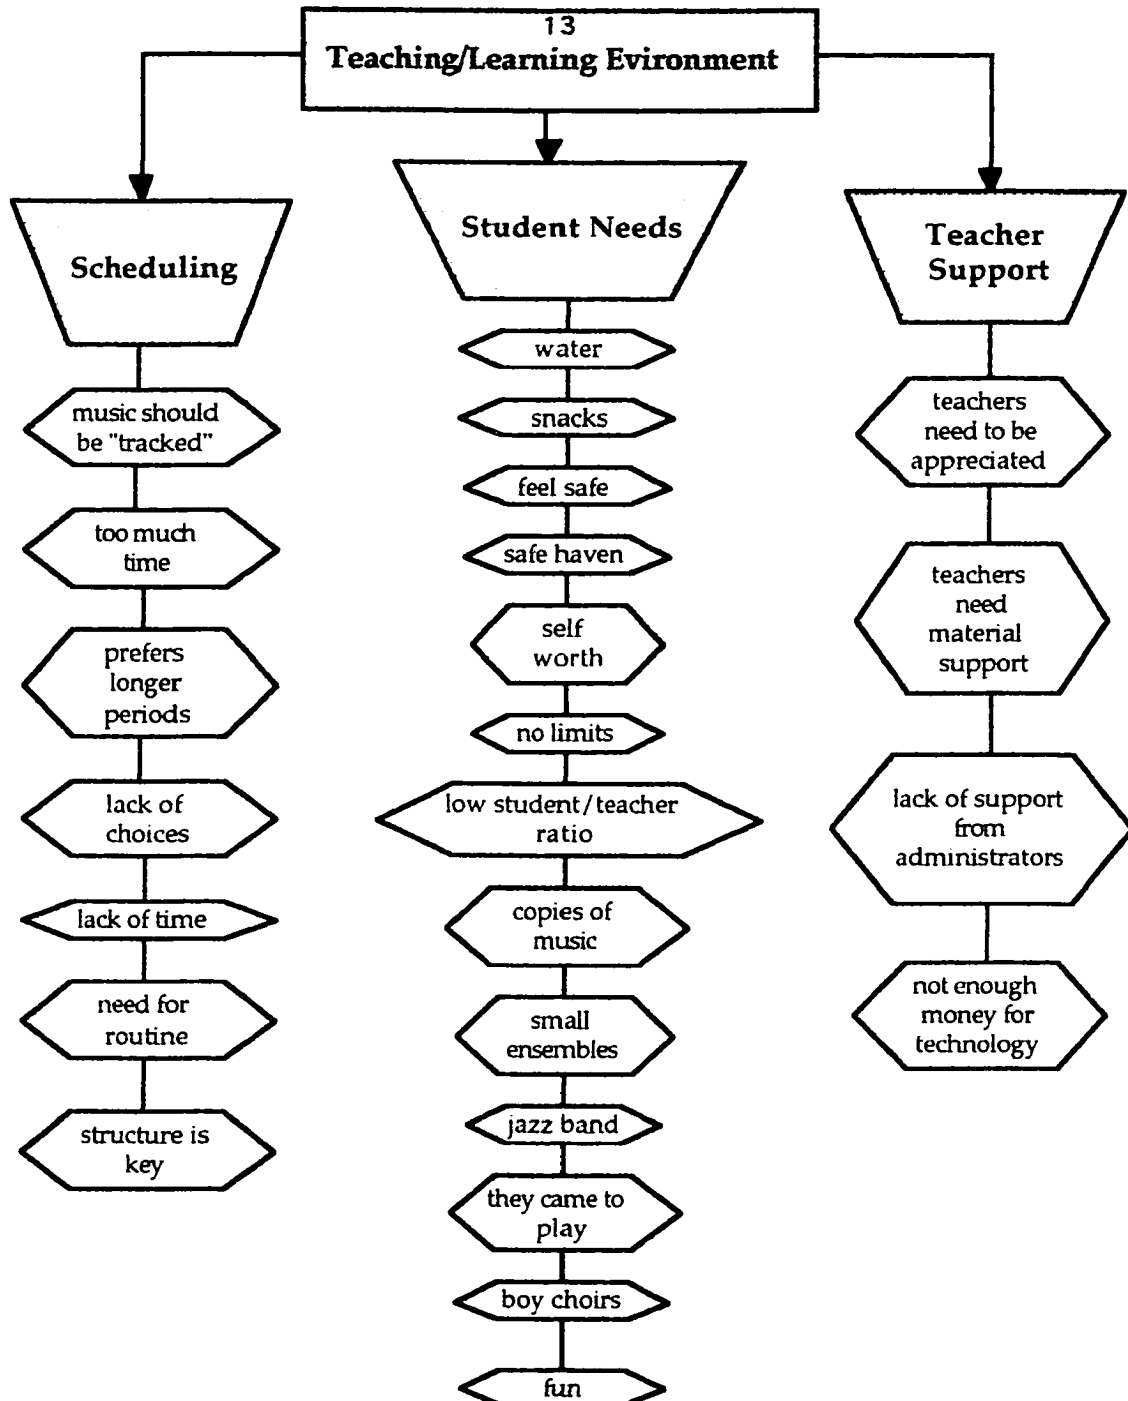 13
Teaching/Learning Evironment
Scheduling
music should
be "tracked"
too much
time
prefers
longer
periods
lack of
choices
lack of time
need for
routine
structure is
key
Student Needs
water
snacks
feel safe
safe haven
self
worth
no limits
low student/teacher
ratio
copies of
music
small
ensembles
jazz band
they came to
play
boy choirs
fun
Teacher
Support
teachers
need to be
appreciated
teachers
need
material
support
lack of support
from
administrators
not enough
money for
technology